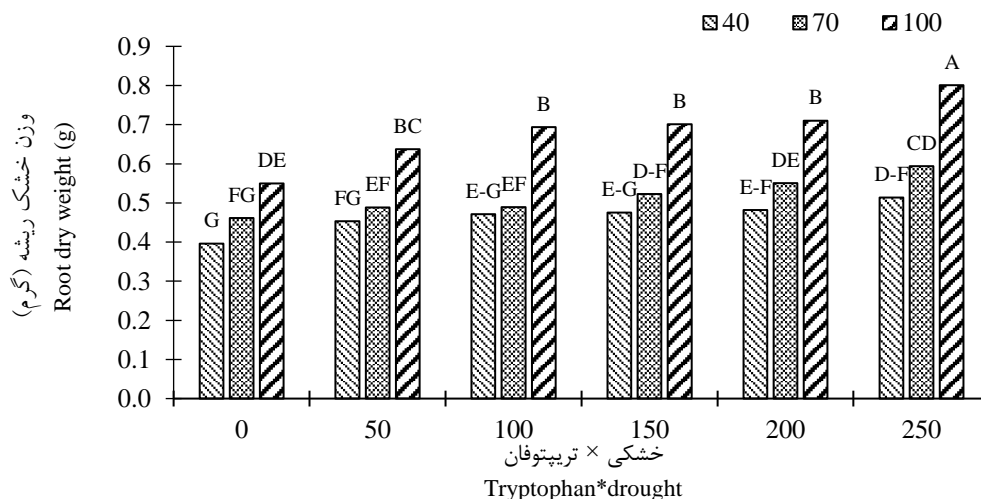 40 70 100
وزن خشک ریشه (گرم)
Root dry weight (g)
0.9
0.8
0.7
0.6
0.5
0.4
0.3
0.2
0.1
0.0
G FG DE
FG EF BC
E-G EF B
E-G D-F B
E-F DE B
D-F CD A
0 50 100 150 200 250
خشکی × تریپتوفان
Tryptophan*drought